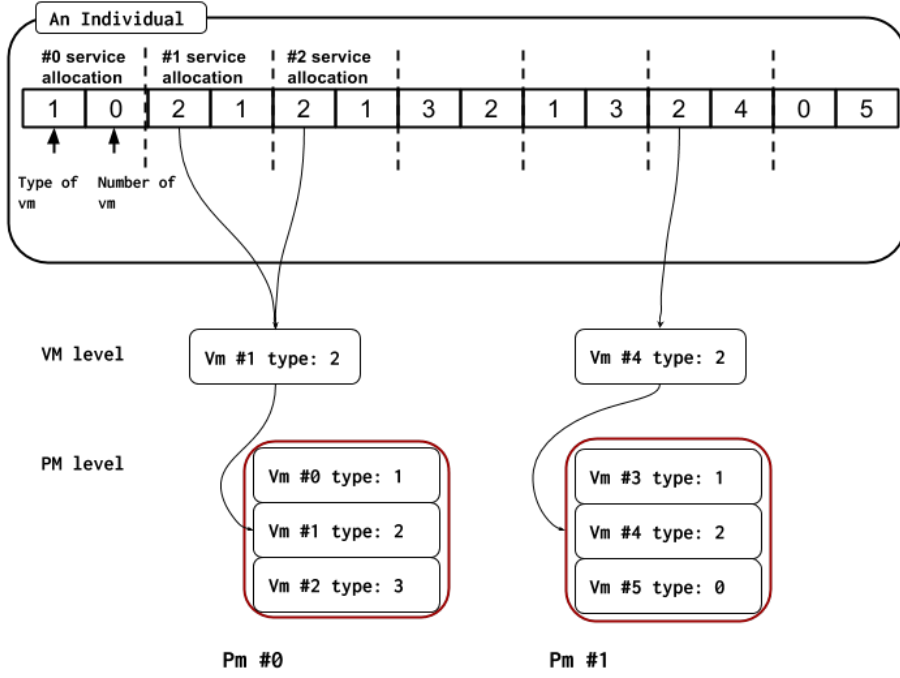 An Individual
#0 service allocation
#1 service allocation
#2 service allocation
1 0 2 1 2 1 3 2 1 3 2 4 0 5
Type of vm
Number of vm
VM level
Vm #1 type: 2
Vm #4 type: 2
PM level
Vm #0 type: 1
Vm #1 type: 2
Vm #2 type: 3
Vm #3 type: 1
Vm #4 type: 2
Vm #5 type: 0
Pm #0
Pm #1